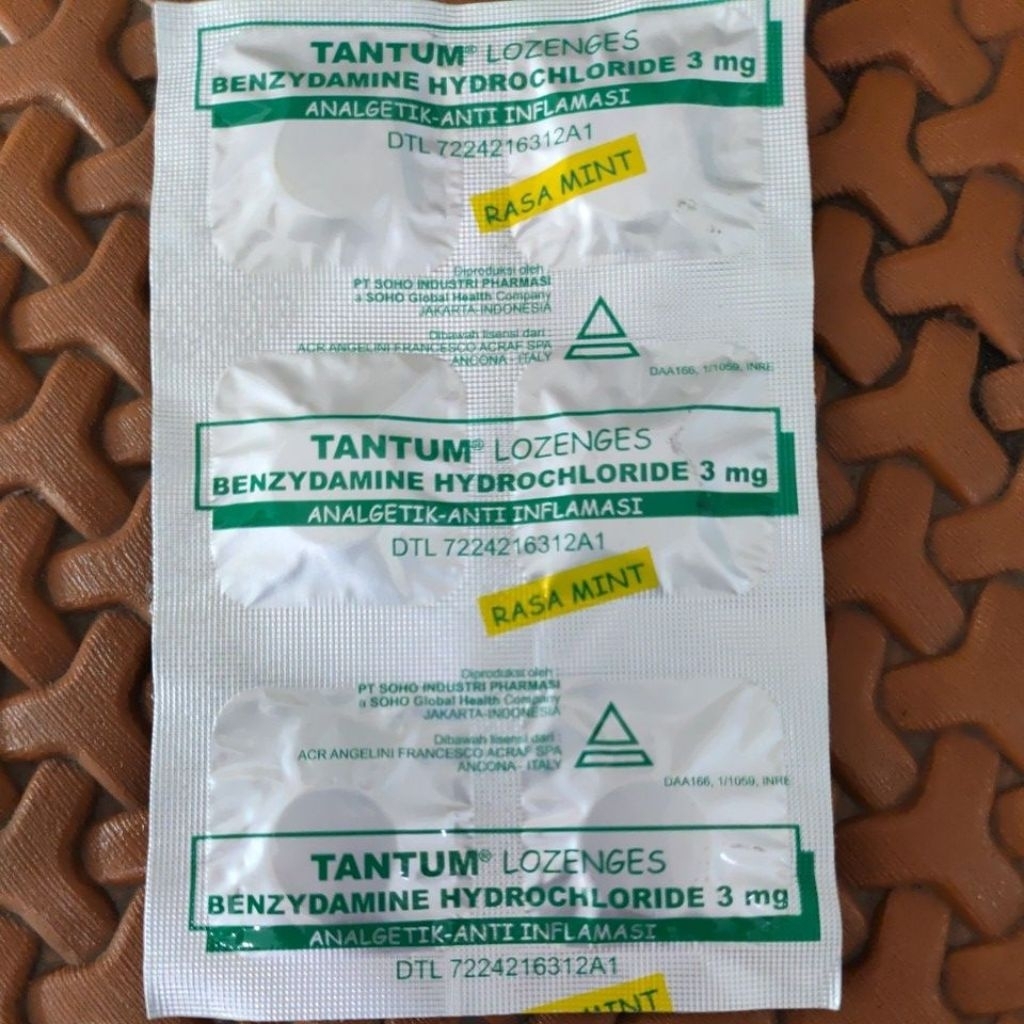 TANTUM® LOZENGES
BENZYDAMINE HYDROCHLORIDE 3 mg
ANALGETIK-ANTI INFLAMASI
DTL 7224216312A1
RASA MINT
Diproduksi oleh :
PT SOHO INDUSTRI PHARMASI
a SOHO Global Health Company
JAKARTA-INDONESIA
Dibawah lisensi dari :
ACR ANGELINI FRANCESCO ACRAF SPA
ANCONA - ITALY
DAA166, 1/1059, INRE
TANTUM® LOZENGES
BENZYDAMINE HYDROCHLORIDE 3 mg
ANALGETIK-ANTI INFLAMASI
DTL 7224216312A1
RASA MINT
Diproduksi oleh :
PT SOHO INDUSTRI PHARMASI
a SOHO Global Health Company
JAKARTA-INDONESIA
Dibawah lisensi dari :
ACR ANGELINI FRANCESCO ACRAF SPA
ANCONA - ITALY
DAA166, 1/1059, INRE
TANTUM® LOZENGES
BENZYDAMINE HYDROCHLORIDE 3 mg
ANALGETIK-ANTI INFLAMASI
DTL 7224216312A1
MINT